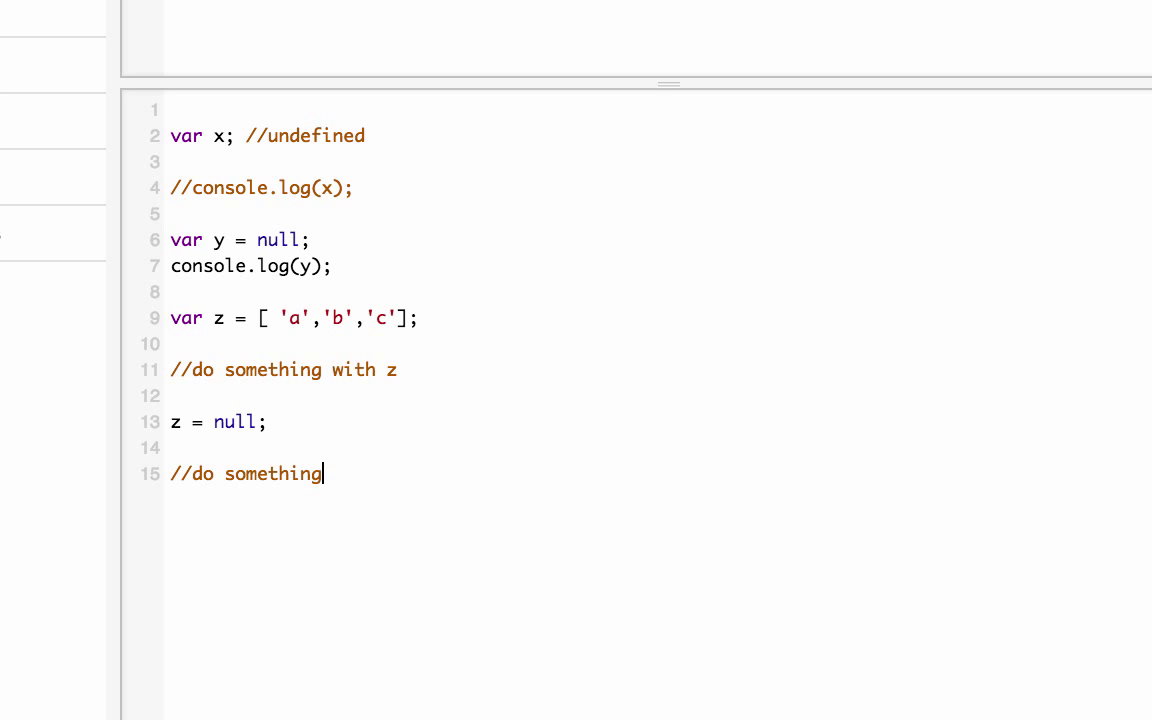 1
2 var x; //undefined
3
4 //console.log(x);
5
6 var y = null;
7 console.log(y);
8
9 var z = [ 'a','b','c'];
10
11 //do something with z
12
13 z = null;
14
15 //do something